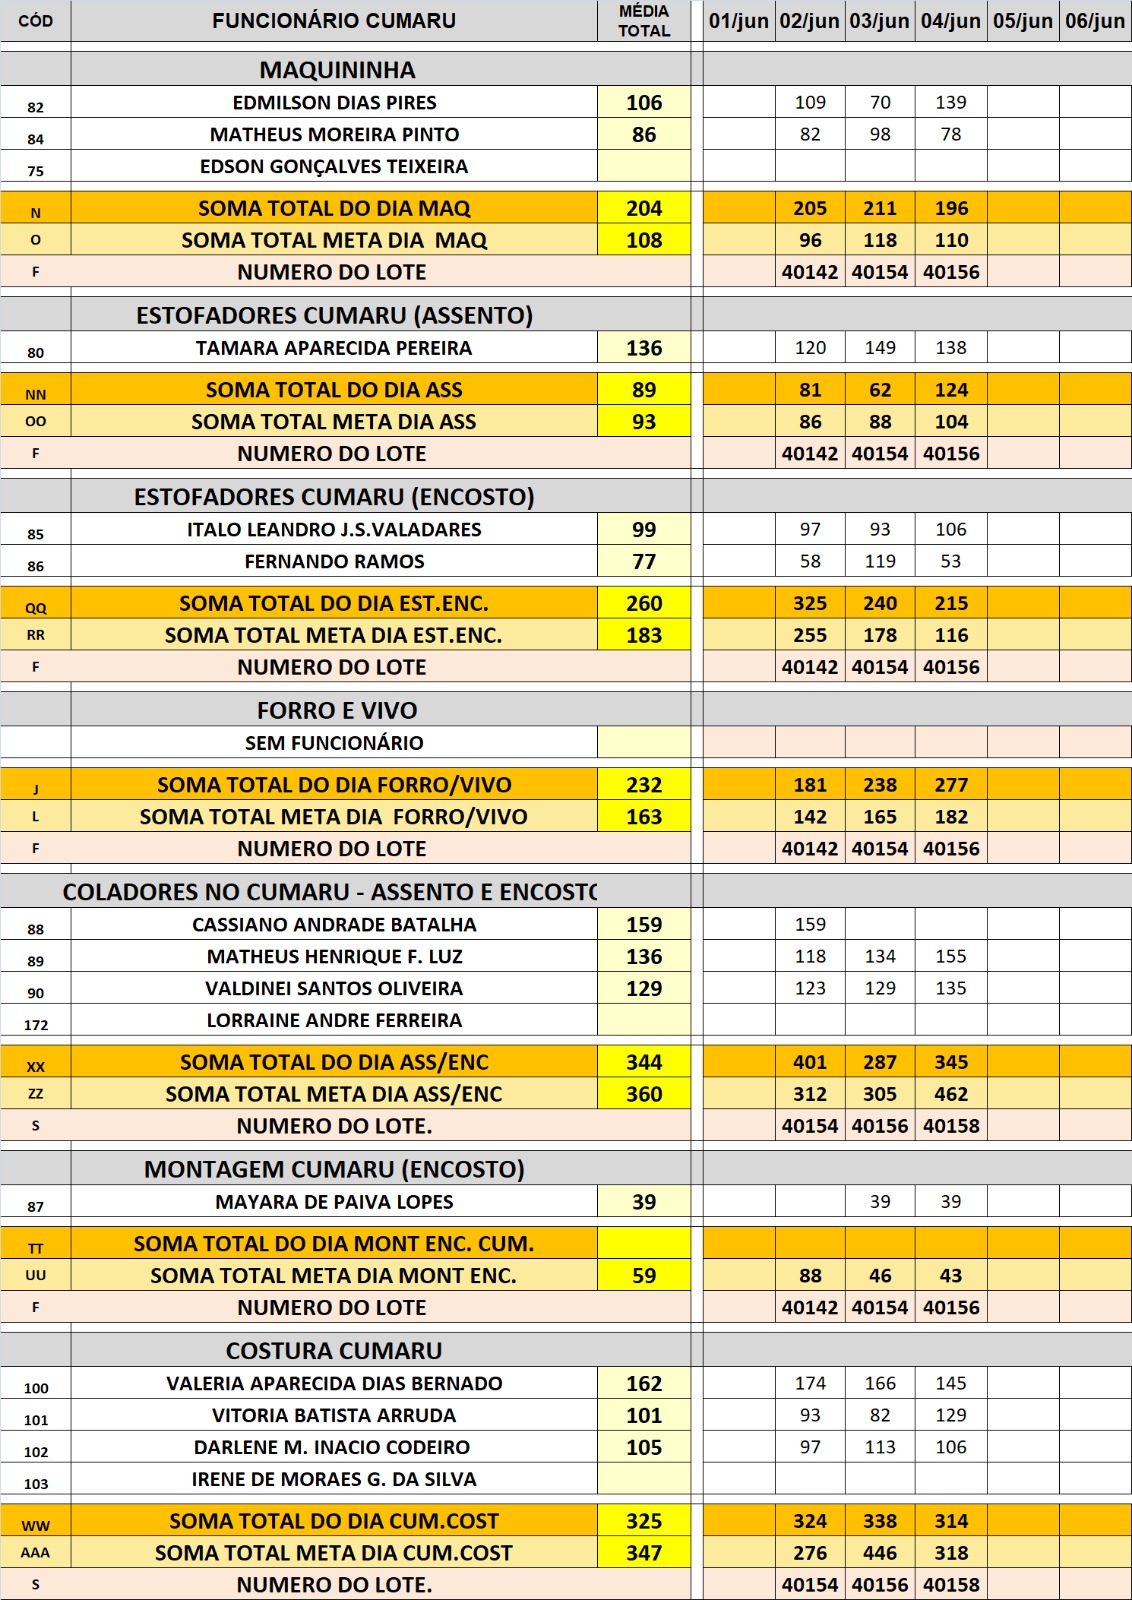 CÓD FUNCIONÁRIO CUMARU MÉDIA TOTAL 01/jun 02/jun 03/jun 04/jun 05/jun 06/jun
MAQUININHA
82 EDMILSON DIAS PIRES 106 109 70 139
84 MATHEUS MOREIRA PINTO 86 82 98 78
75 EDSON GONÇALVES TEIXEIRA
N SOMA TOTAL DO DIA MAQ 204 205 211 196
O SOMA TOTAL META DIA MAQ 108 96 118 110
F NUMERO DO LOTE 40142 40154 40156
ESTOFADORES CUMARU (ASSENTO)
80 TAMARA APARECIDA PEREIRA 136 120 149 138
NN SOMA TOTAL DO DIA ASS 89 81 62 124
OO SOMA TOTAL META DIA ASS 93 86 88 104
F NUMERO DO LOTE 40142 40154 40156
ESTOFADORES CUMARU (ENCOSTO)
85 ITALO LEANDRO J.S.VALADARES 99 97 93 106
86 FERNANDO RAMOS 77 58 119 53
QQ SOMA TOTAL DO DIA EST.ENC. 260 325 240 215
RR SOMA TOTAL META DIA EST.ENC. 183 255 178 116
F NUMERO DO LOTE 40142 40154 40156
FORRO E VIVO
SEM FUNCIONÁRIO
J SOMA TOTAL DO DIA FORRO/VIVO 232 181 238 277
L SOMA TOTAL META DIA FORRO/VIVO 163 142 165 182
F NUMERO DO LOTE 40142 40154 40156
COLADORES NO CUMARU - ASSENTO E ENCOSTO
88 CASSIANO ANDRADE BATALHA 159 159
89 MATHEUS HENRIQUE F. LUZ 136 118 134 155
90 VALDINEI SANTOS OLIVEIRA 129 123 129 135
172 LORRAINE ANDRE FERREIRA
XX SOMA TOTAL DO DIA ASS/ENC 344 401 287 345
ZZ SOMA TOTAL META DIA ASS/ENC 360 312 305 462
S NUMERO DO LOTE. 40154 40156 40158
MONTAGEM CUMARU (ENCOSTO)
87 MAYARA DE PAIVA LOPES 39 39 39
TT SOMA TOTAL DO DIA MONT ENC. CUM.
UU SOMA TOTAL META DIA MONT ENC. 59 88 46 43
F NUMERO DO LOTE 40142 40154 40156
COSTURA CUMARU
100 VALERIA APARECIDA DIAS BERNADO 162 174 166 145
101 VITORIA BATISTA ARRUDA 101 93 82 129
102 DARLENE M. INACIO CODEIRO 105 97 113 106
103 IRENE DE MORAES G. DA SILVA
WW SOMA TOTAL DO DIA CUM.COST 325 324 338 314
AAA SOMA TOTAL META DIA CUM.COST 347 276 446 318
S NUMERO DO LOTE. 40154 40156 40158